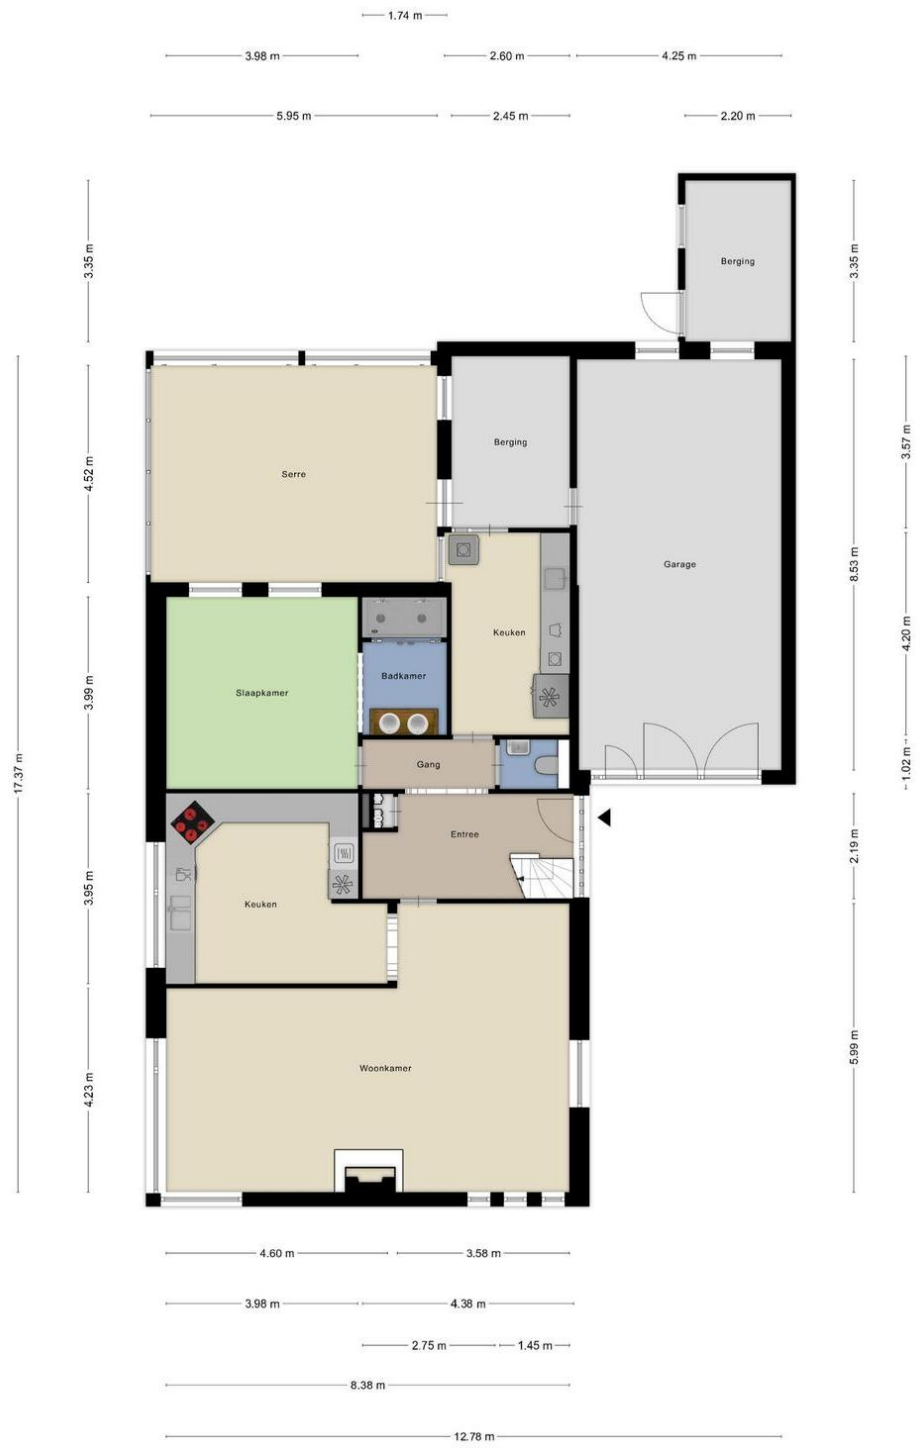 1.74 m
3.98 m
2.60 m
4.25 m
5.95 m
2.45 m
2.20 m
3.35 m
Berging
3.35 m
Serre
Berging
Garage
4.52 m
3.57 m
8.53 m
Keuken
4.20 m
Slaapkamer
Badkamer
3.99 m
Gang
1.02 m
17.37 m
Entree
2.19 m
Keuken
3.95 m
Woonkamer
5.99 m
4.23 m
4.60 m
3.58 m
3.98 m
4.38 m
2.75 m
1.45 m
8.38 m
12.78 m